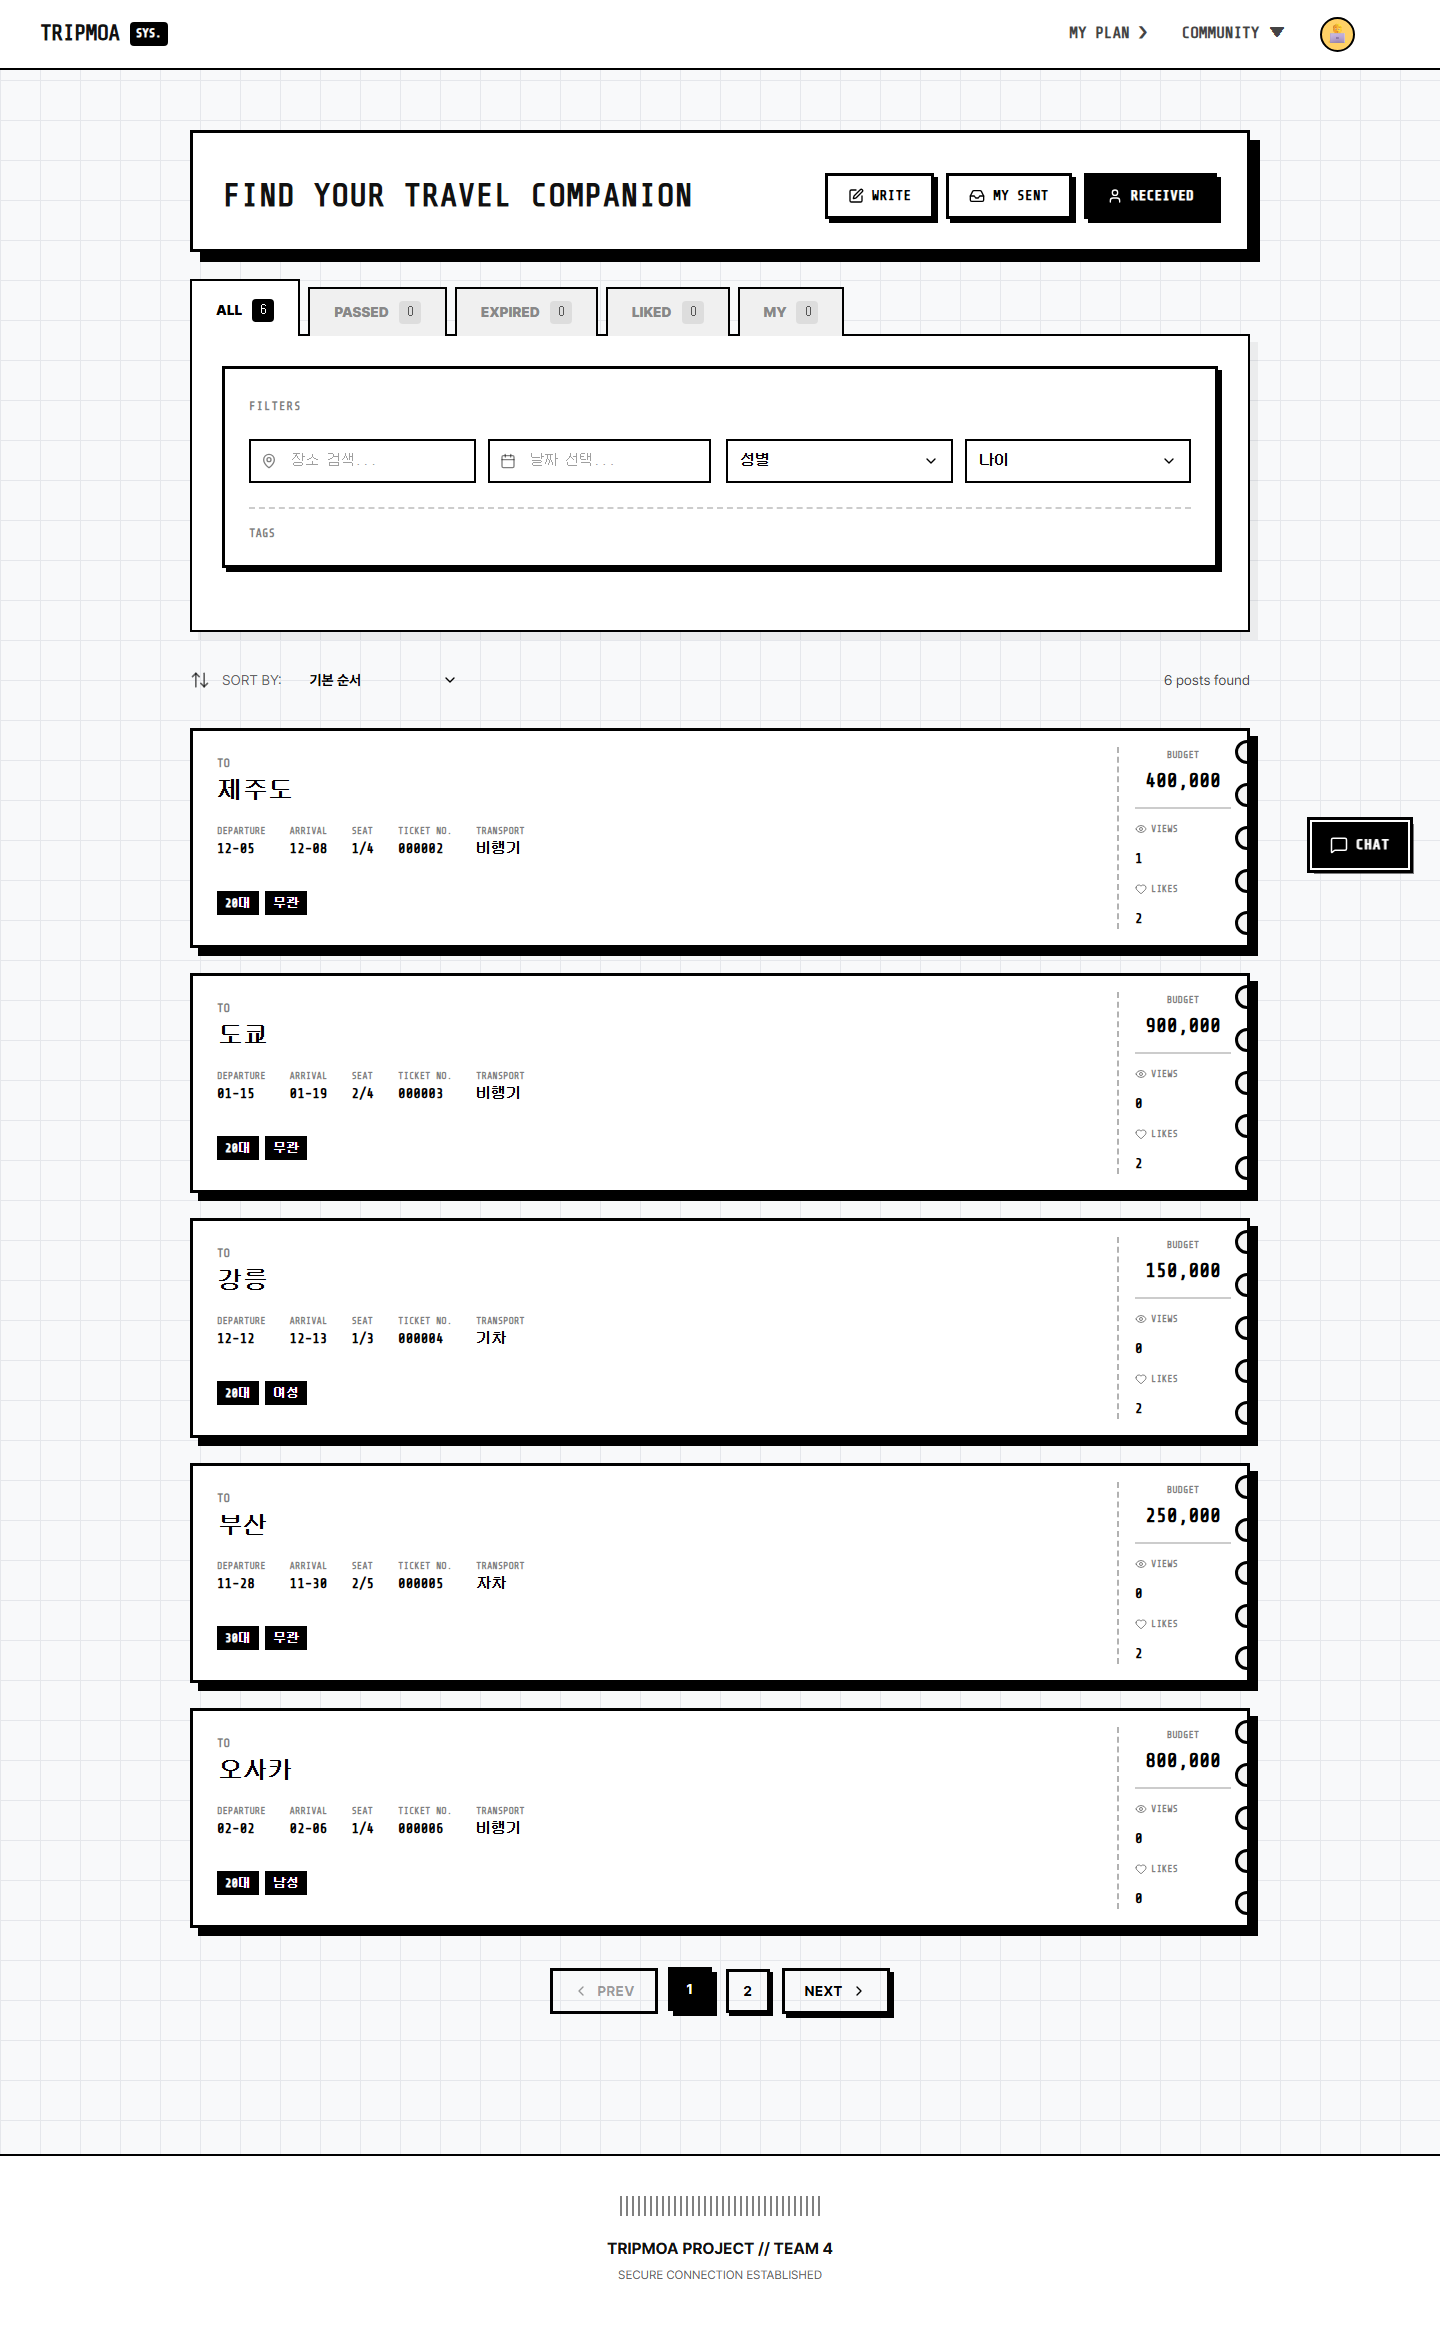 TRIPMOA SYS. MY PLAN COMMUNITY
FIND YOUR TRAVEL COMPANION WRITE MY SENT RECEIVED
ALL 6 PASSED 0 EXPIRED 0 LIKED 0 MY 0
FILTERS
장소 검색... 날짜 선택... 성별 나이
TAGS
SORT BY: 기본 순서 6 posts found
TO
제주도
DEPARTURE ARRIVAL SEAT TICKET NO. TRANSPORT
12-05 12-08 1/4 000002 비행기
20대 무관
BUDGET
400,000
VIEWS
1
LIKES
2
CHAT
TO
도쿄
DEPARTURE ARRIVAL SEAT TICKET NO. TRANSPORT
01-15 01-19 2/4 000003 비행기
20대 무관
BUDGET
900,000
VIEWS
0
LIKES
2
TO
강릉
DEPARTURE ARRIVAL SEAT TICKET NO. TRANSPORT
12-12 12-13 1/3 000004 기차
20대 여성
BUDGET
150,000
VIEWS
0
LIKES
2
TO
부산
DEPARTURE ARRIVAL SEAT TICKET NO. TRANSPORT
11-28 11-30 2/5 000005 자차
30대 무관
BUDGET
250,000
VIEWS
0
LIKES
2
TO
오사카
DEPARTURE ARRIVAL SEAT TICKET NO. TRANSPORT
02-02 02-06 1/4 000006 비행기
20대 남성
BUDGET
800,000
VIEWS
0
LIKES
0
PREV 1 2 NEXT
TRIPMOA PROJECT // TEAM 4
SECURE CONNECTION ESTABLISHED